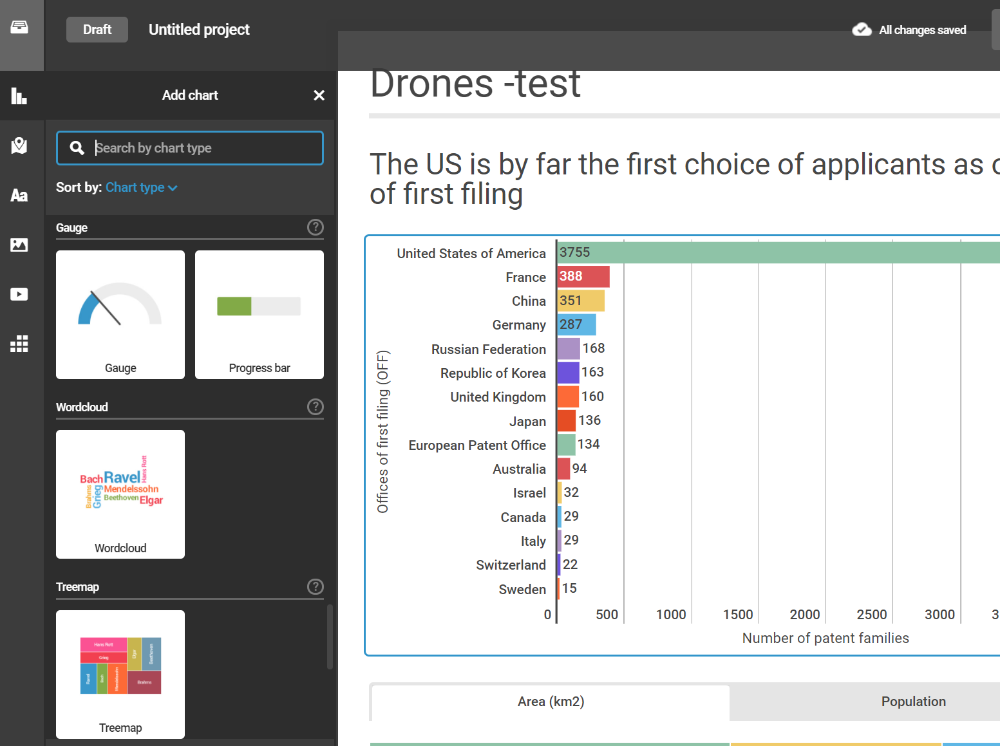 Draft
Untitled project
All changes saved
Add chart
Search by chart type
Sort by: Chart type
Gauge
Gauge
Progress bar
Wordcloud
Hans Rott
Bach Ravel
Brahms
Grieg
Mendelssohn
Beethoven Elgar
Wordcloud
Treemap
Hans Rott
Grieg
Elgar
Beethoven
Ravel
Bach
Mendelssohn
Brahms
Treemap
Drones -test
The US is by far the first choice of applicants as
of first filing
Offices of first filing (OFF)
United States of America 3755
France 388
China 351
Germany 287
Russian Federation 168
Republic of Korea 163
United Kingdom 160
Japan 136
European Patent Office 134
Australia 94
Israel 32
Canada 29
Italy 29
Switzerland 22
Sweden 15
0 500 1000 1500 2000 2500 3000
Number of patent families
Area (km2)
Population